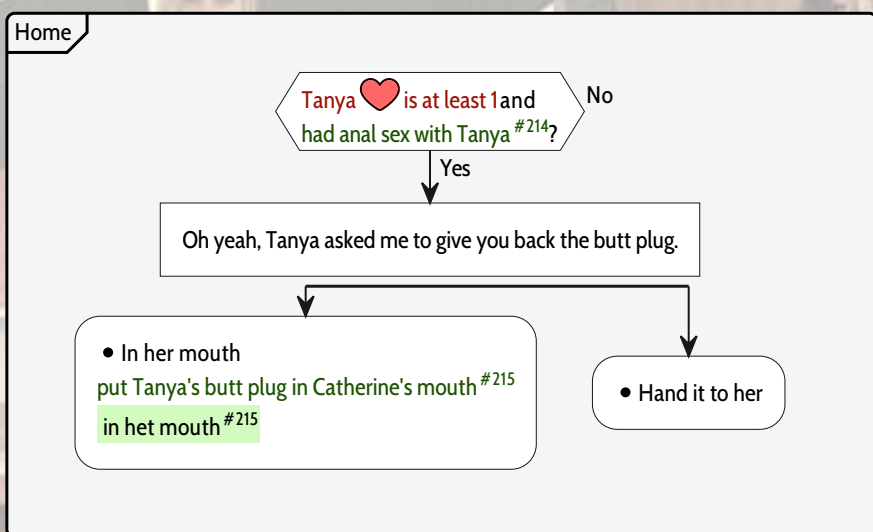 Home
Tanya is at least 1 and
had anal sex with Tanya #214?
No
Yes
Oh yeah, Tanya asked me to give you back the butt plug.
• In her mouth
put Tanya's butt plug in Catherine's mouth #215
in het mouth #215
• Hand it to her